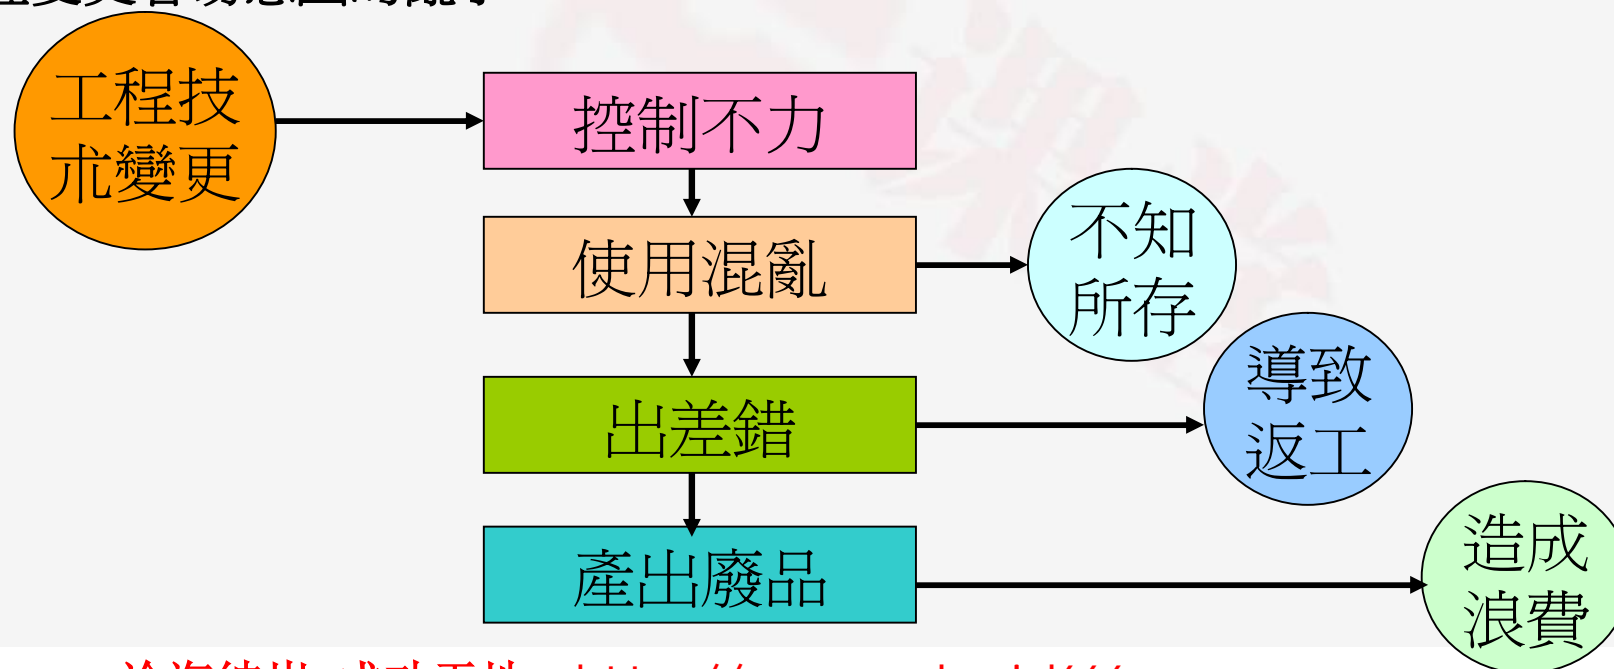 工程技
朮變更
控制不力
使用混亂
不知
所存
出差錯
導致
返工
產出廢品
造成
浪費